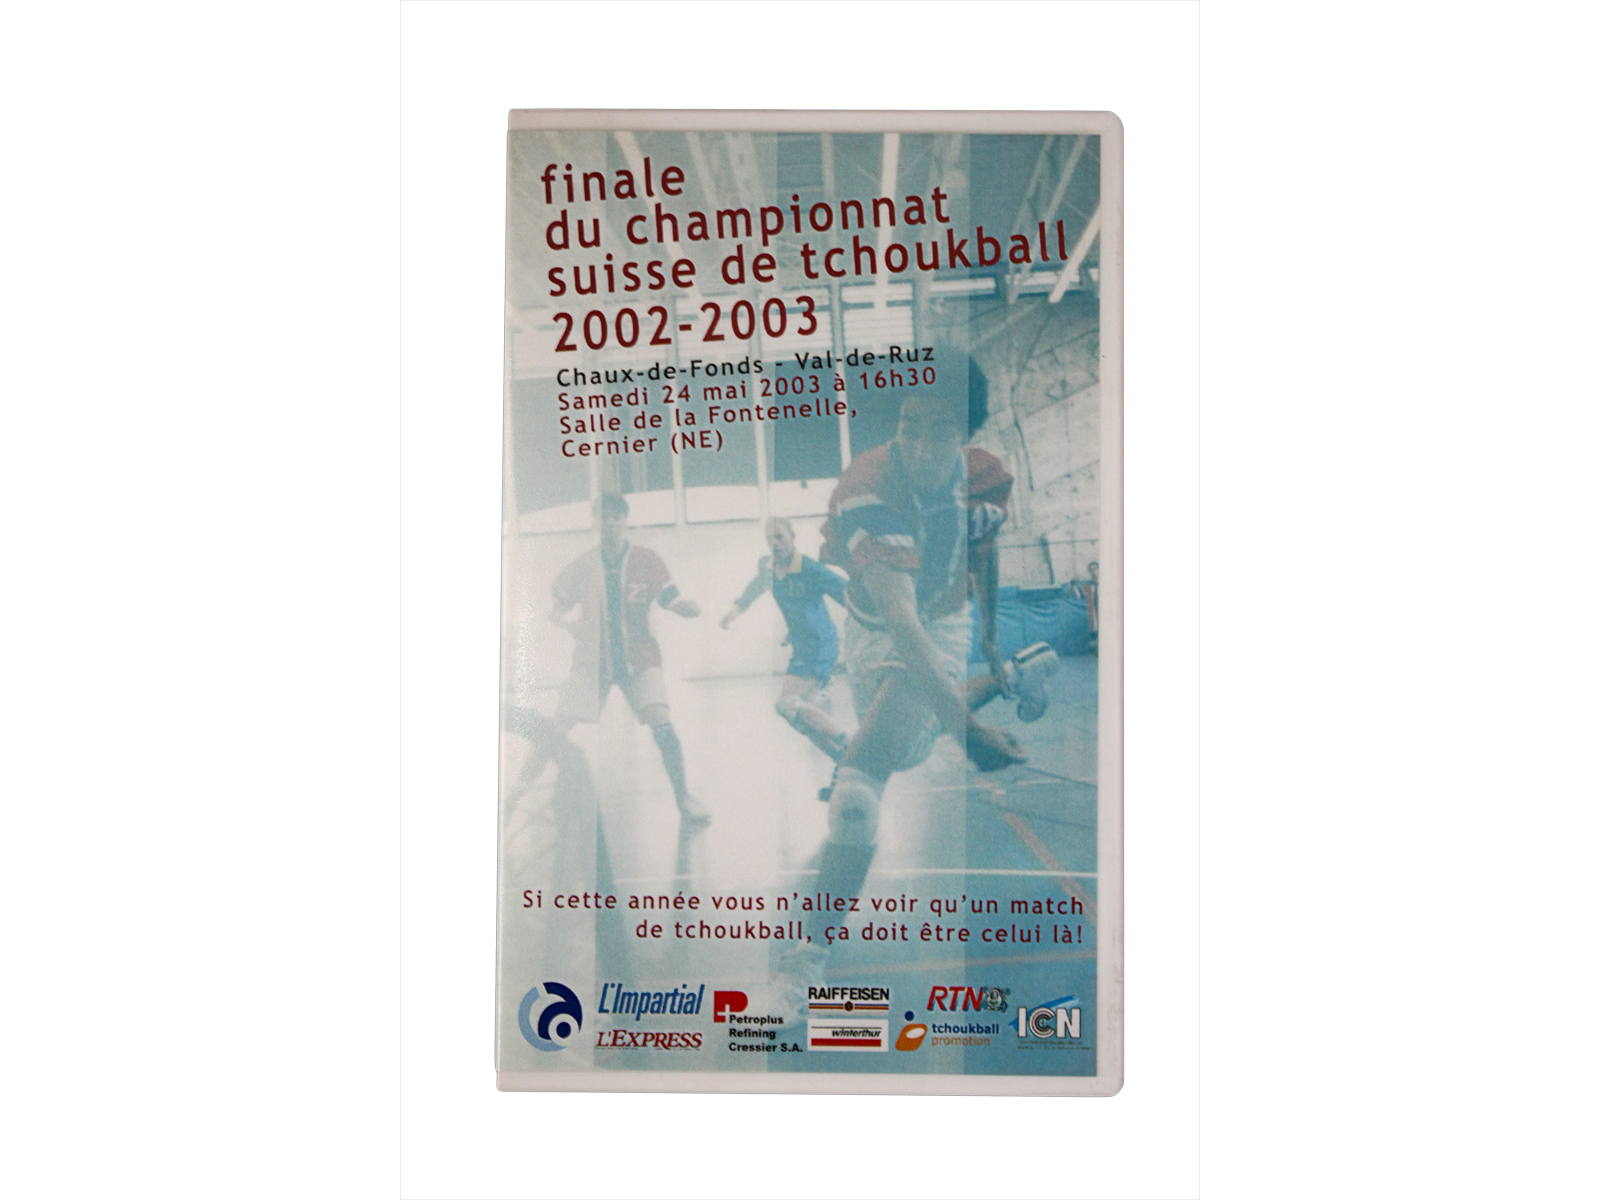 finale
du championnat
suisse de tchoukball
2002-2003
Chaux-de-Fonds - Val-de-Ruz
Samedi 24 mai 2003 à 16h30
Salle de la Fontenelle,
Cernier (NE)
Si cette année vous n'allez voir qu'un match
de tchoukball, ça doit être celui là!
L'Impartial
L'EXPRESS
Petroplus
Refining
Cressier S.A.
RAIFFEISEN
winterthur
RTN
tchoukball
promotion
ICN